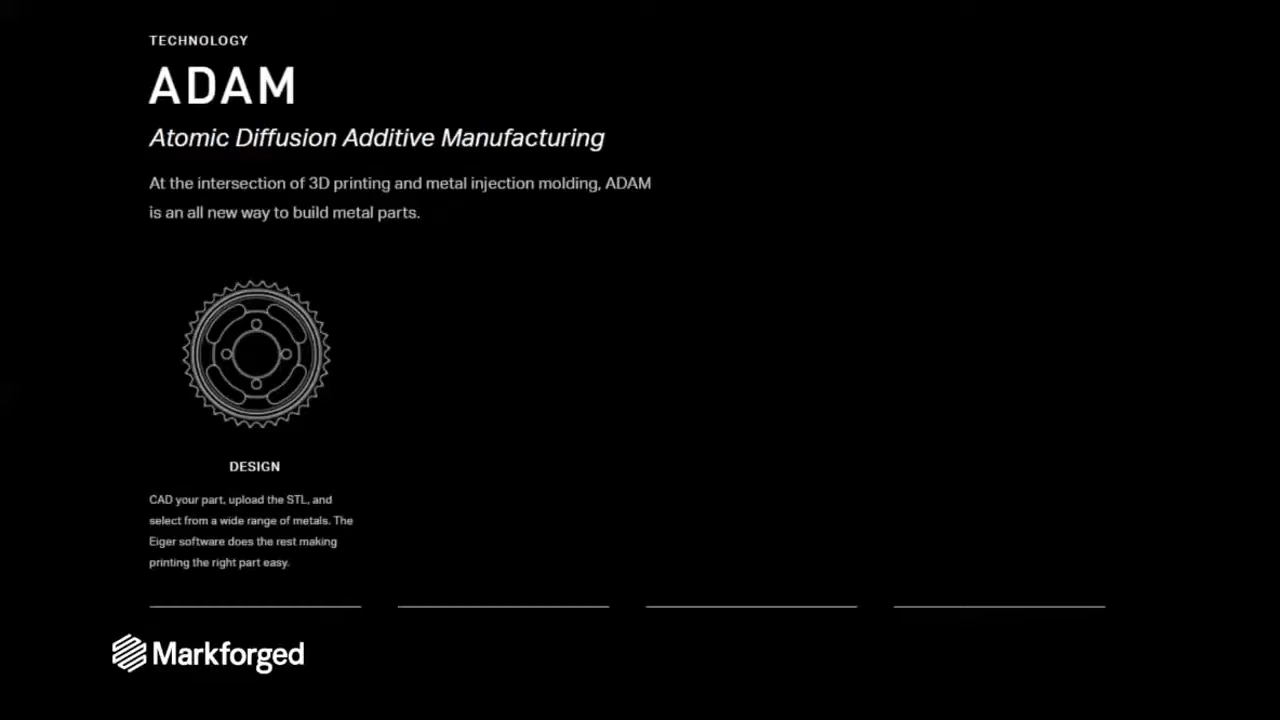 TECHNOLOGY
ADAM
Atomic Diffusion Additive Manufacturing
At the intersection of 3D printing and metal injection molding, ADAM
is an all new way to build metal parts.
DESIGN
CAD your part, upload the STL, and
select from a wide range of metals. The
Eiger software does the rest making
printing the right part easy.
Markforged